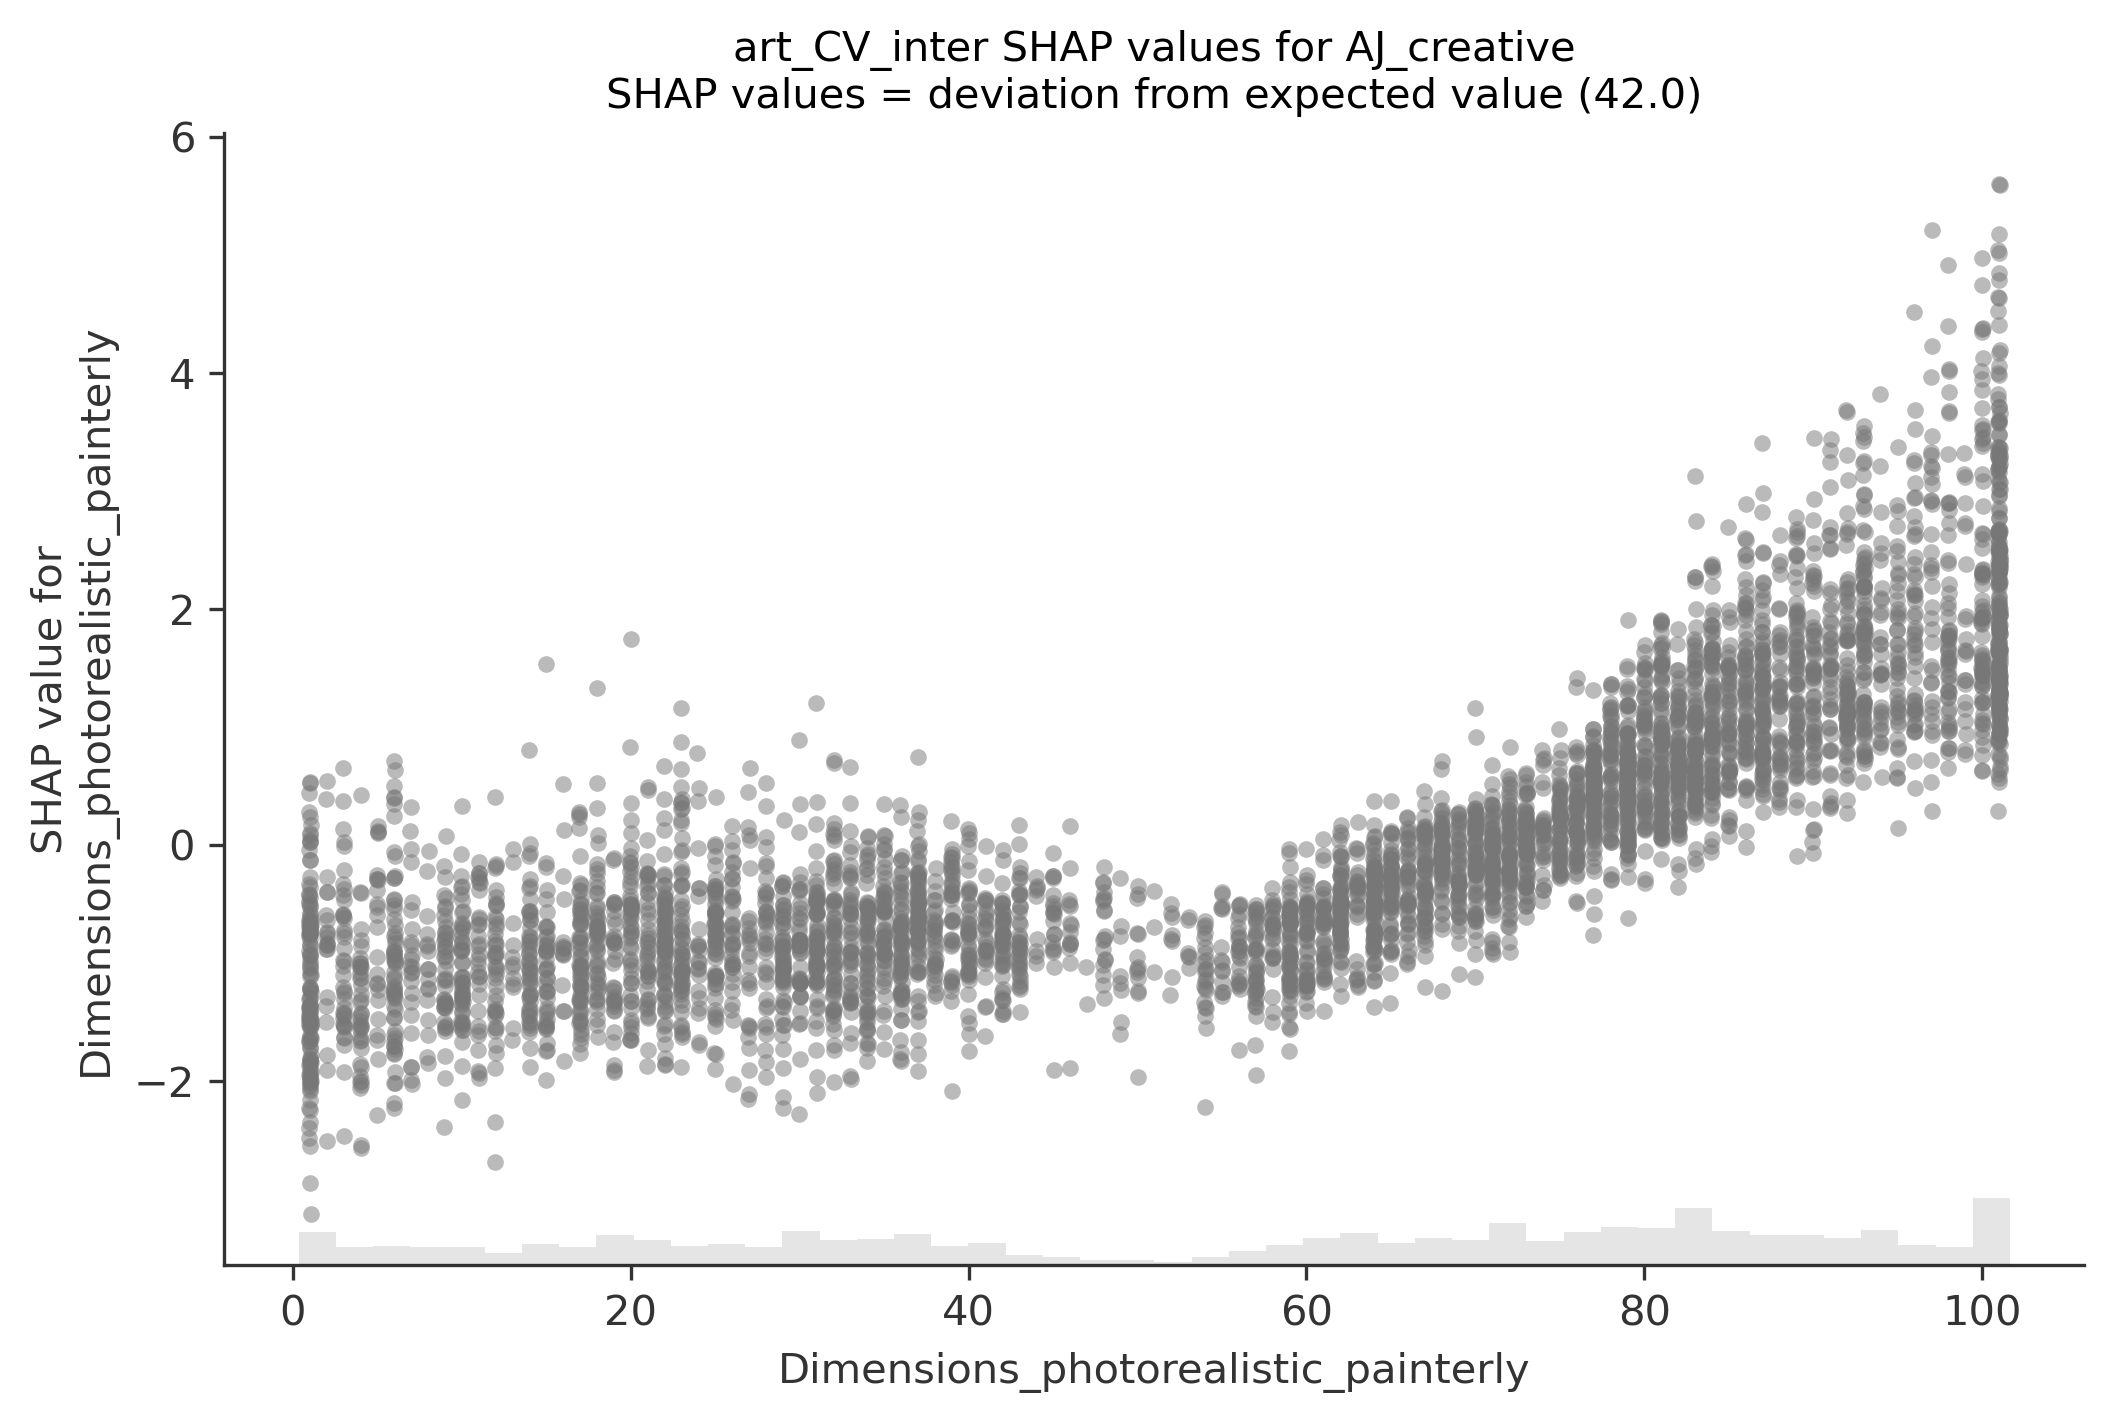 art_CV_inter SHAP values for AJ_creative
SHAP values = deviation from expected value (42.0)
6
4
2
0
−2
SHAP value for
Dimensions_photorealistic_painterly
0
20
40
60
80
100
Dimensions_photorealistic_painterly